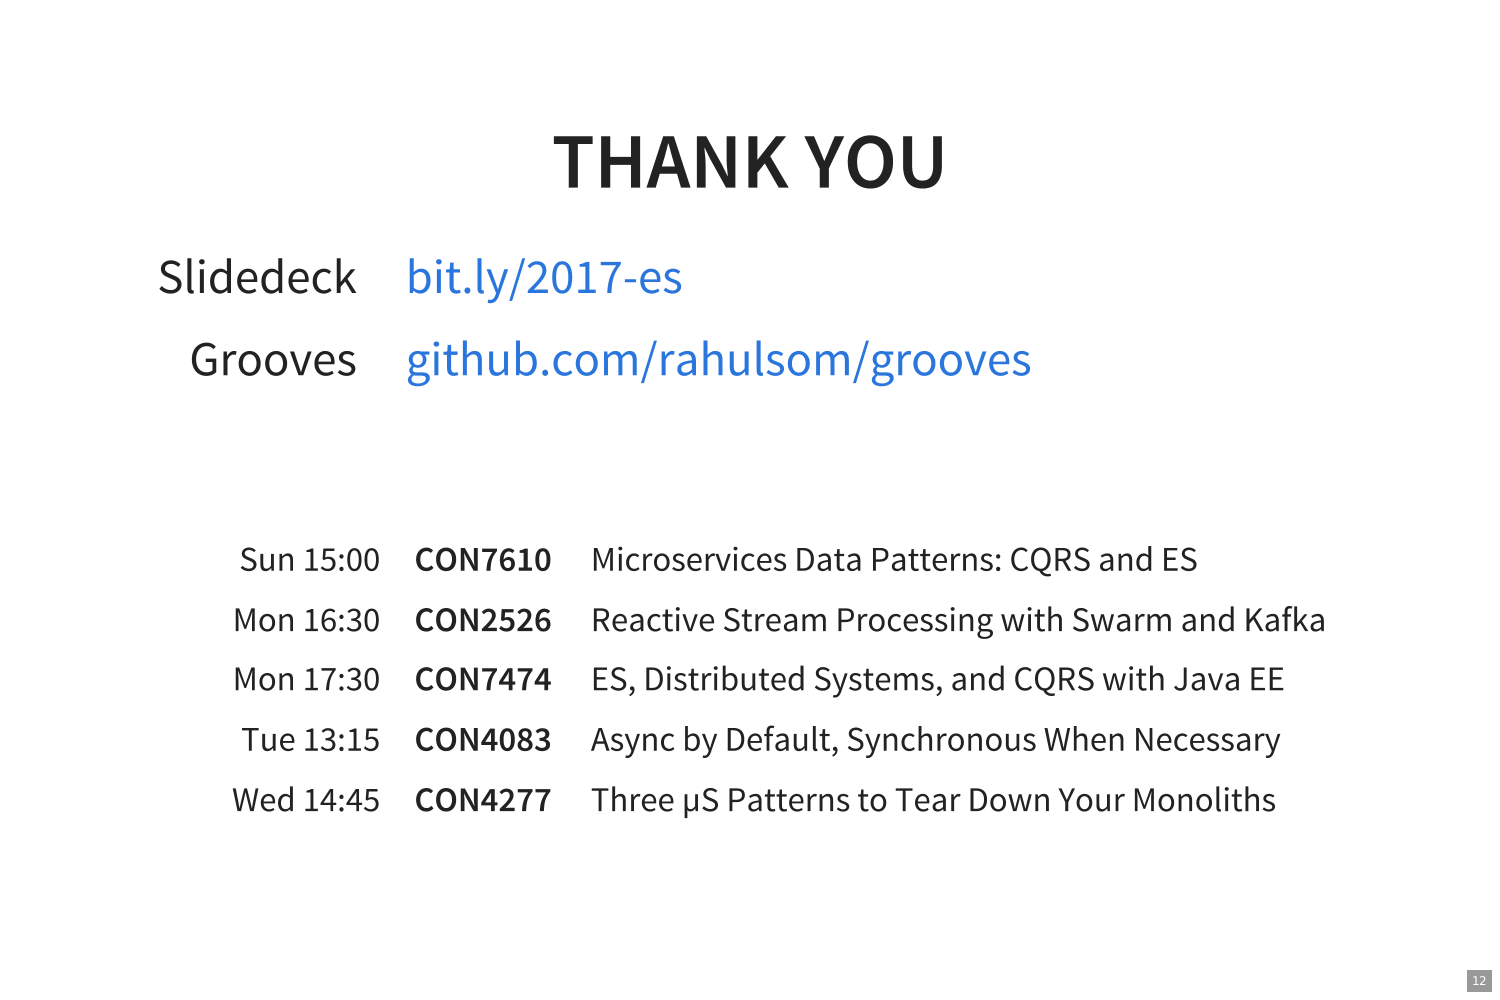 THANK YOU
Slidedeck bit.ly/2017-es
Grooves github.com/rahulsom/grooves
Sun 15:00 CON7610 Microservices Data Patterns: CQRS and ES
Mon 16:30 CON2526 Reactive Stream Processing with Swarm and Kafka
Mon 17:30 CON7474 ES, Distributed Systems, and CQRS with Java EE
Tue 13:15 CON4083 Async by Default, Synchronous When Necessary
Wed 14:45 CON4277 Three µS Patterns to Tear Down Your Monoliths
12